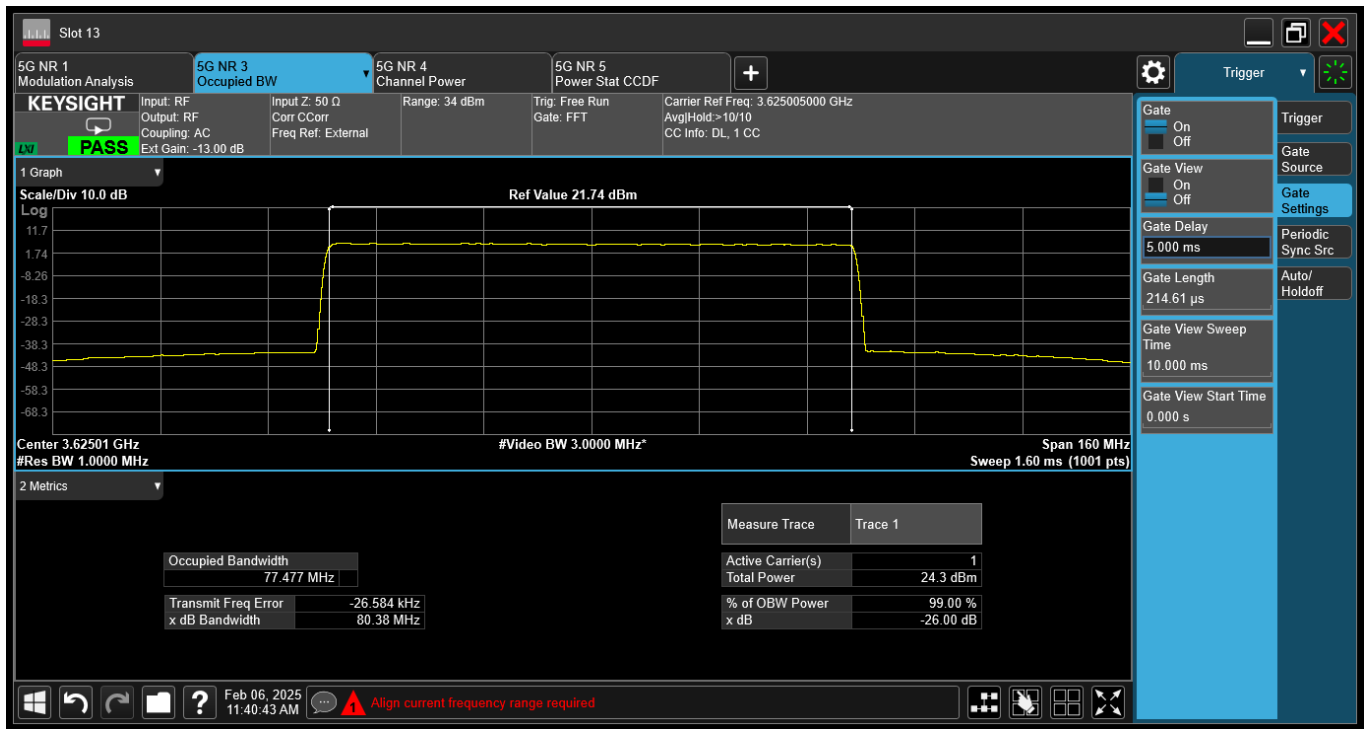 Slot 13
5G NR 1
Modulation Analysis
5G NR 3
Occupied BW
5G NR 4
Channel Power
5G NR 5
Power Stat CCDF
Trigger
KEYSIGHT
LXI
PASS
Input: RF
Output: RF
Coupling: AC
Ext Gain: -13.00 dB
Input Z: 50 Ω
Corr CCorr
Freq Ref: External
Range: 34 dBm
Trig: Free Run
Gate: FFT
Carrier Ref Freq: 3.625005000 GHz
Avg|Hold:>10/10
CC Info: DL, 1 CC
1 Graph
Scale/Div 10.0 dB
Ref Value 21.74 dBm
Log
11.7
1.74
-8.26
-18.3
-28.3
-38.3
-48.3
-58.3
-68.3
Center 3.62501 GHz
#Video BW 3.0000 MHz*
Span 160 MHz
#Res BW 1.0000 MHz
Sweep 1.60 ms (1001 pts)
2 Metrics
Measure Trace
Trace 1
Occupied Bandwidth
77.477 MHz
Transmit Freq Error -26.584 kHz
x dB Bandwidth 80.38 MHz
Active Carrier(s) 1
Total Power 24.3 dBm
% of OBW Power 99.00 %
x dB -26.00 dB
Gate
On
Off
Gate View
On
Off
Gate Delay
5.000 ms
Gate Length
214.61 µs
Gate View Sweep
Time
10.000 ms
Gate View Start Time
0.000 s
Trigger
Gate
Source
Gate
Settings
Periodic
Sync Src
Auto/
Holdoff
?
Feb 06, 2025
11:40:43 AM
1
Align current frequency range required